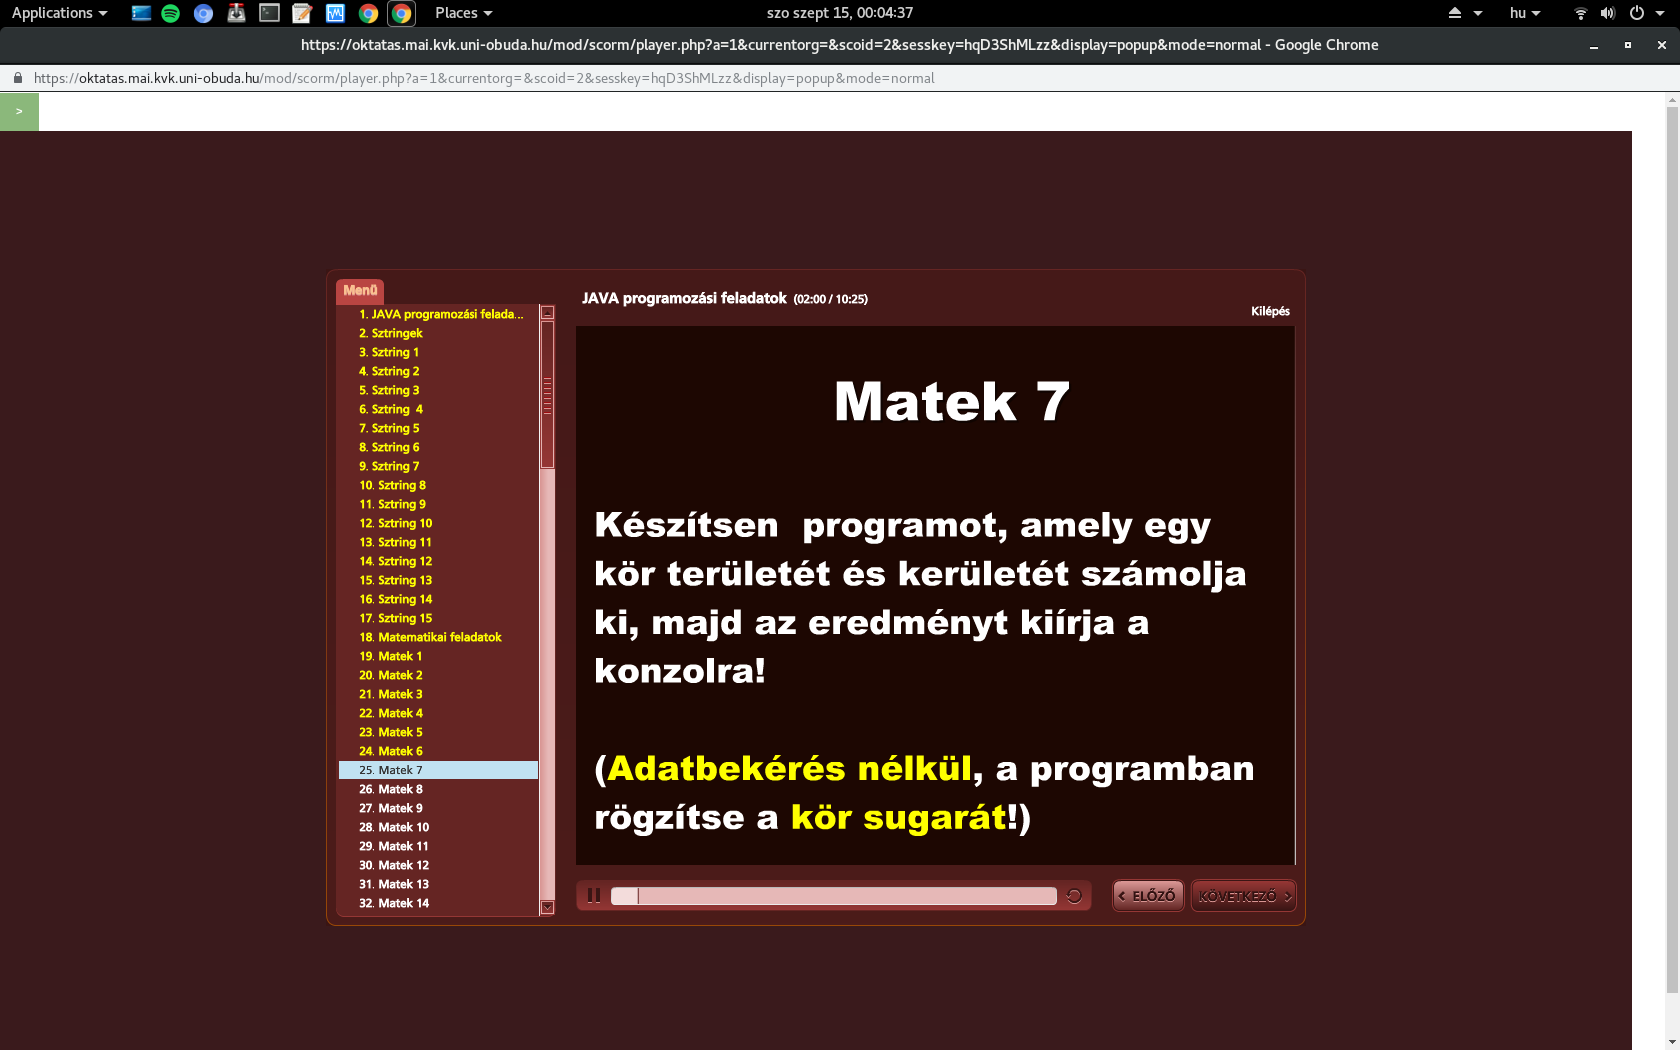 Applications
Places
szo szept 15, 00:04:37
hu
https://oktatas.mai.kvk.uni-obuda.hu/mod/scorm/player.php?a=1&currentorg=&scoid=2&sesskey=hqD3ShMLzz&display=popup&mode=normal - Google Chrome
https://oktatas.mai.kvk.uni-obuda.hu/mod/scorm/player.php?a=1&currentorg=&scoid=2&sesskey=hqD3ShMLzz&display=popup&mode=normal
>
Menü
1. JAVA programozási felada...
2. Sztringek
3. Sztring 1
4. Sztring 2
5. Sztring 3
6. Sztring 4
7. Sztring 5
8. Sztring 6
9. Sztring 7
10. Sztring 8
11. Sztring 9
12. Sztring 10
13. Sztring 11
14. Sztring 12
15. Sztring 13
16. Sztring 14
17. Sztring 15
18. Matematikai feladatok
19. Matek 1
20. Matek 2
21. Matek 3
22. Matek 4
23. Matek 5
24. Matek 6
25. Matek 7
26. Matek 8
27. Matek 9
28. Matek 10
29. Matek 11
30. Matek 12
31. Matek 13
32. Matek 14
JAVA programozási feladatok (02:00 / 10:25)
Kilépés
Matek 7
Készítsen programot, amely egy
kör területét és kerületét számolja
ki, majd az eredményt kiírja a
konzolra!
(Adatbekérés nélkül, a programban
rögzítse a kör sugarát!)
< ELŐZŐ
KÖVETKEZŐ >